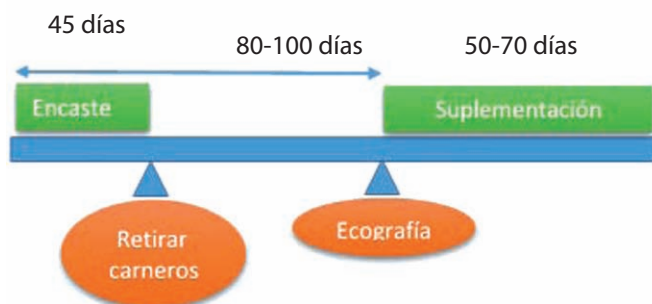 45 días
80-100 días
50-70 días
Encaste
Suplementación
Retirar
carneros
Ecografía